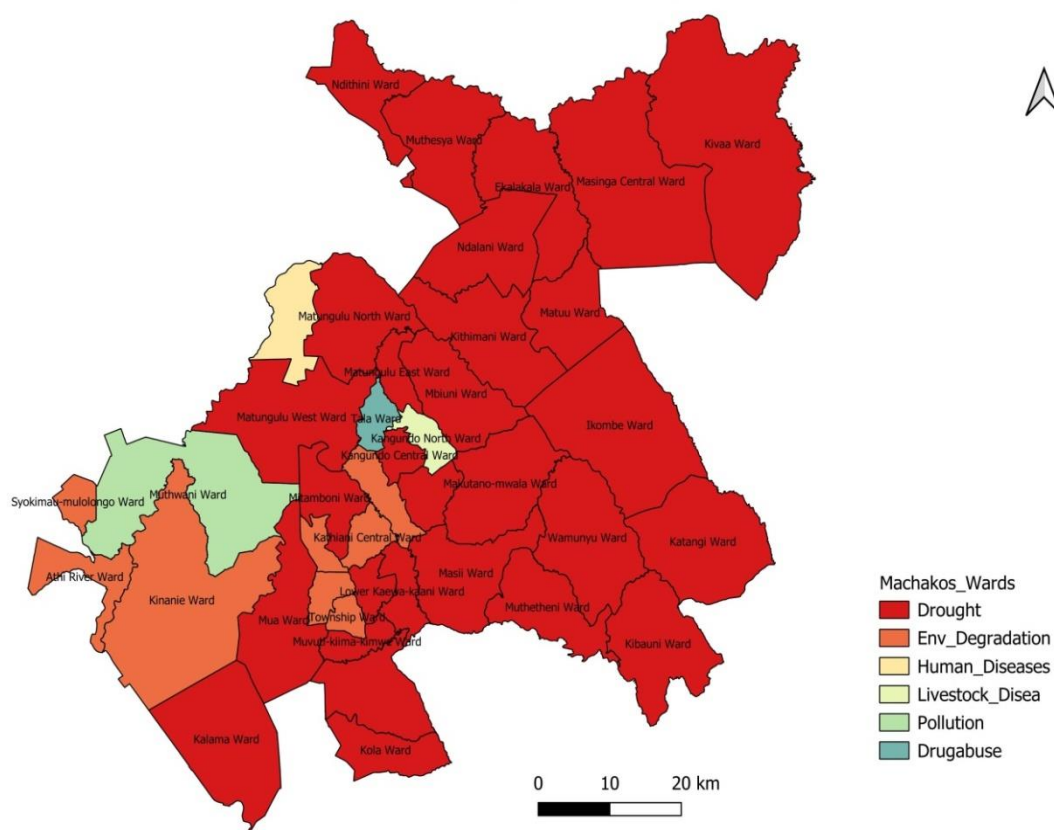 Ndithini Ward
Muthesya Ward
Kivaa Ward
Ekalakala Ward
Masinga Central Ward
Ndalani Ward
Matungulu North Ward
Matuu Ward
Kithimani Ward
Matungulu East Ward
Mbiuni Ward
Matungulu West Ward
Tala Ward
Ikombe Ward
Kangundo North Ward
Kangundo Central Ward
Makutano-mwala Ward
Muthwani Ward
Syokimau-mulolongo Ward
Mitamboni Ward
Kathiani Central Ward
Wamunyu Ward
Katangi Ward
Athi River Ward
Masii Ward
Kinanie Ward
Lower Kaewa-kaani Ward
Muthetheni Ward
Mua Ward
Township Ward
Muvuti-kiima-kimwe Ward
Kibauni Ward
Kalama Ward
Kola Ward
Machakos_Wards
Drought
Env_Degradation
Human_Diseases
Livestock_Disea
Pollution
Drugabuse
0 10 20 km